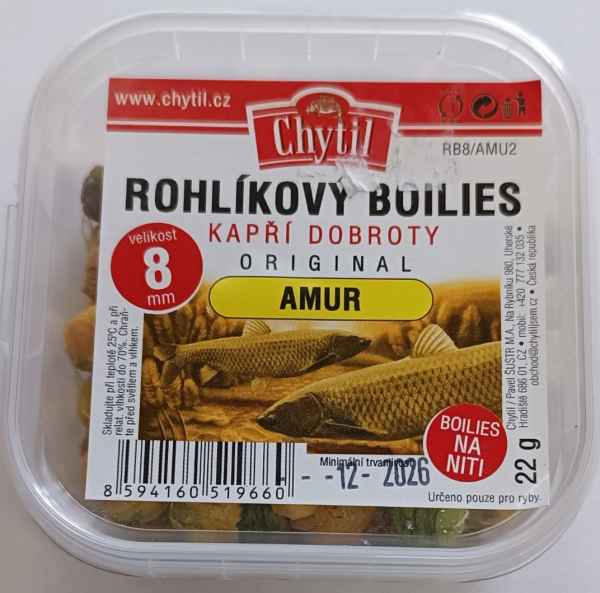 www.chytil.cz
Chytil
RB8/AMU2
ROHLÍKOVÝ BOILIES
KAPŘÍ DOBROTY
ORIGINAL
AMUR
velikost
8
mm
Skladujte při teplotě 25°C a při
relat. vlhkosti do 70%. Chraň-
te před světlem a vlhkem.
Chytil / Pavel ŠUSTR M.A., Na Rybníku 980, Uherské
Hradiště 686 01, CZ • mobil: +420 777 132 035 •
obchod@chytiljsem.cz • Česká republika
BOILIES
NA
NITI
22 g
Minimální trvanlivost
- -12- 2026
8 594160 519660
Určeno pouze pro ryby.